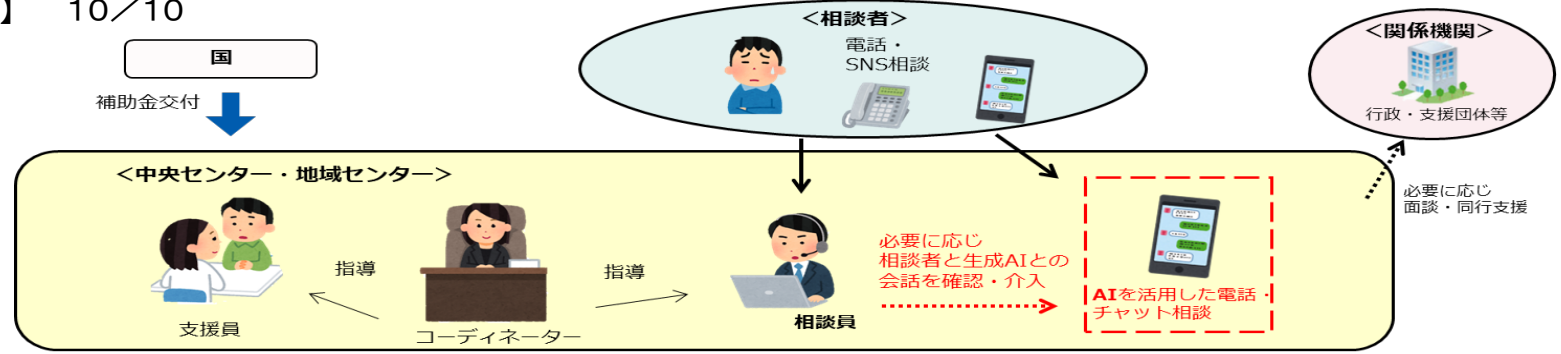 】 10／10
国
補助金交付
＜相談者＞
電話・
SNS相談
＜関係機関＞
行政・支援団体等
＜中央センター・地域センター＞
必要に応じ
面談・同行支援
指導
指導
支援員
コーディネーター
相談員
必要に応じ
相談者と生成AIとの
会話を確認・介入
AIを活用した電話・
チャット相談